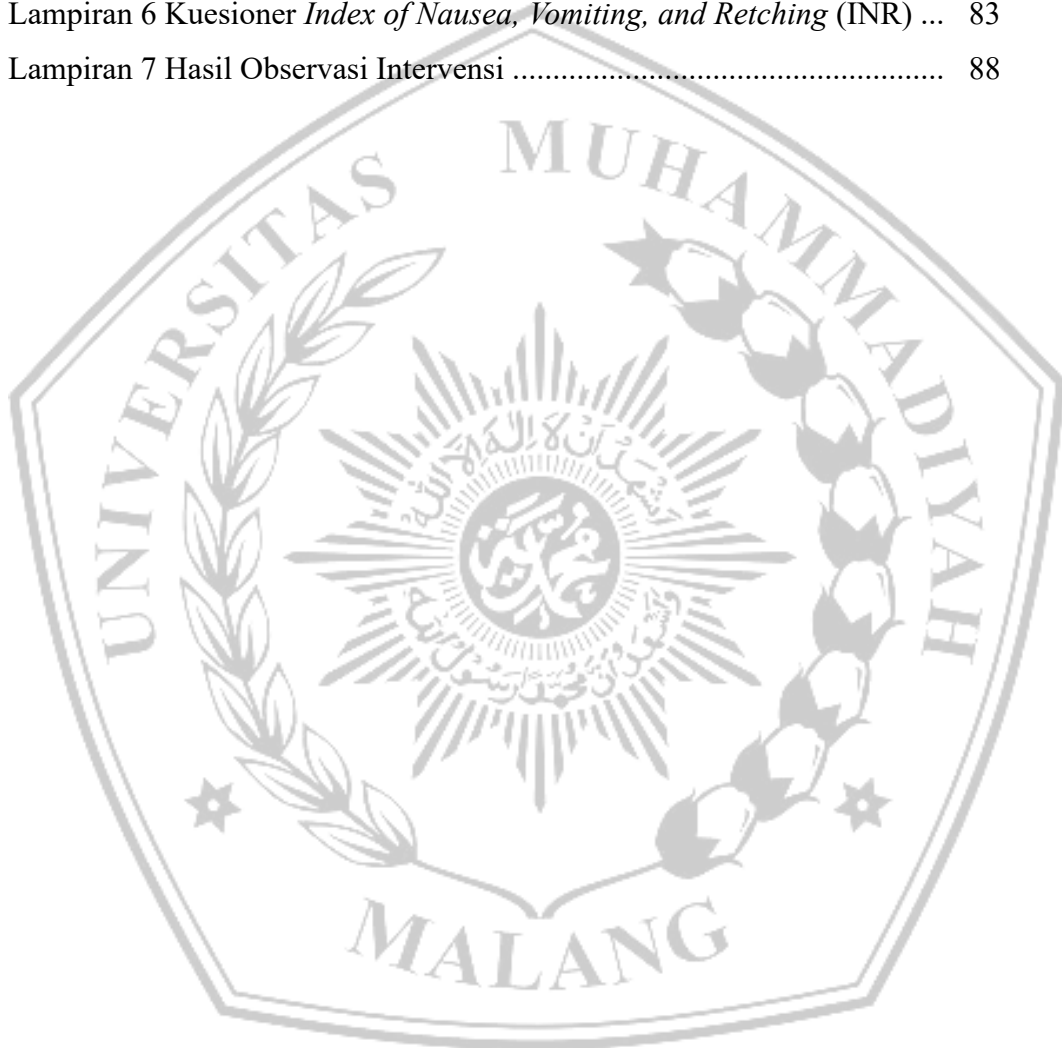 Lampiran 6 Kuesioner Index of Nausea, Vomiting, and Retching (INR) ... 83
Lampiran 7 Hasil Observasi Intervensi ..................................................... 88
UNIVERSITAS MUHAMMADIYAH
MALANG